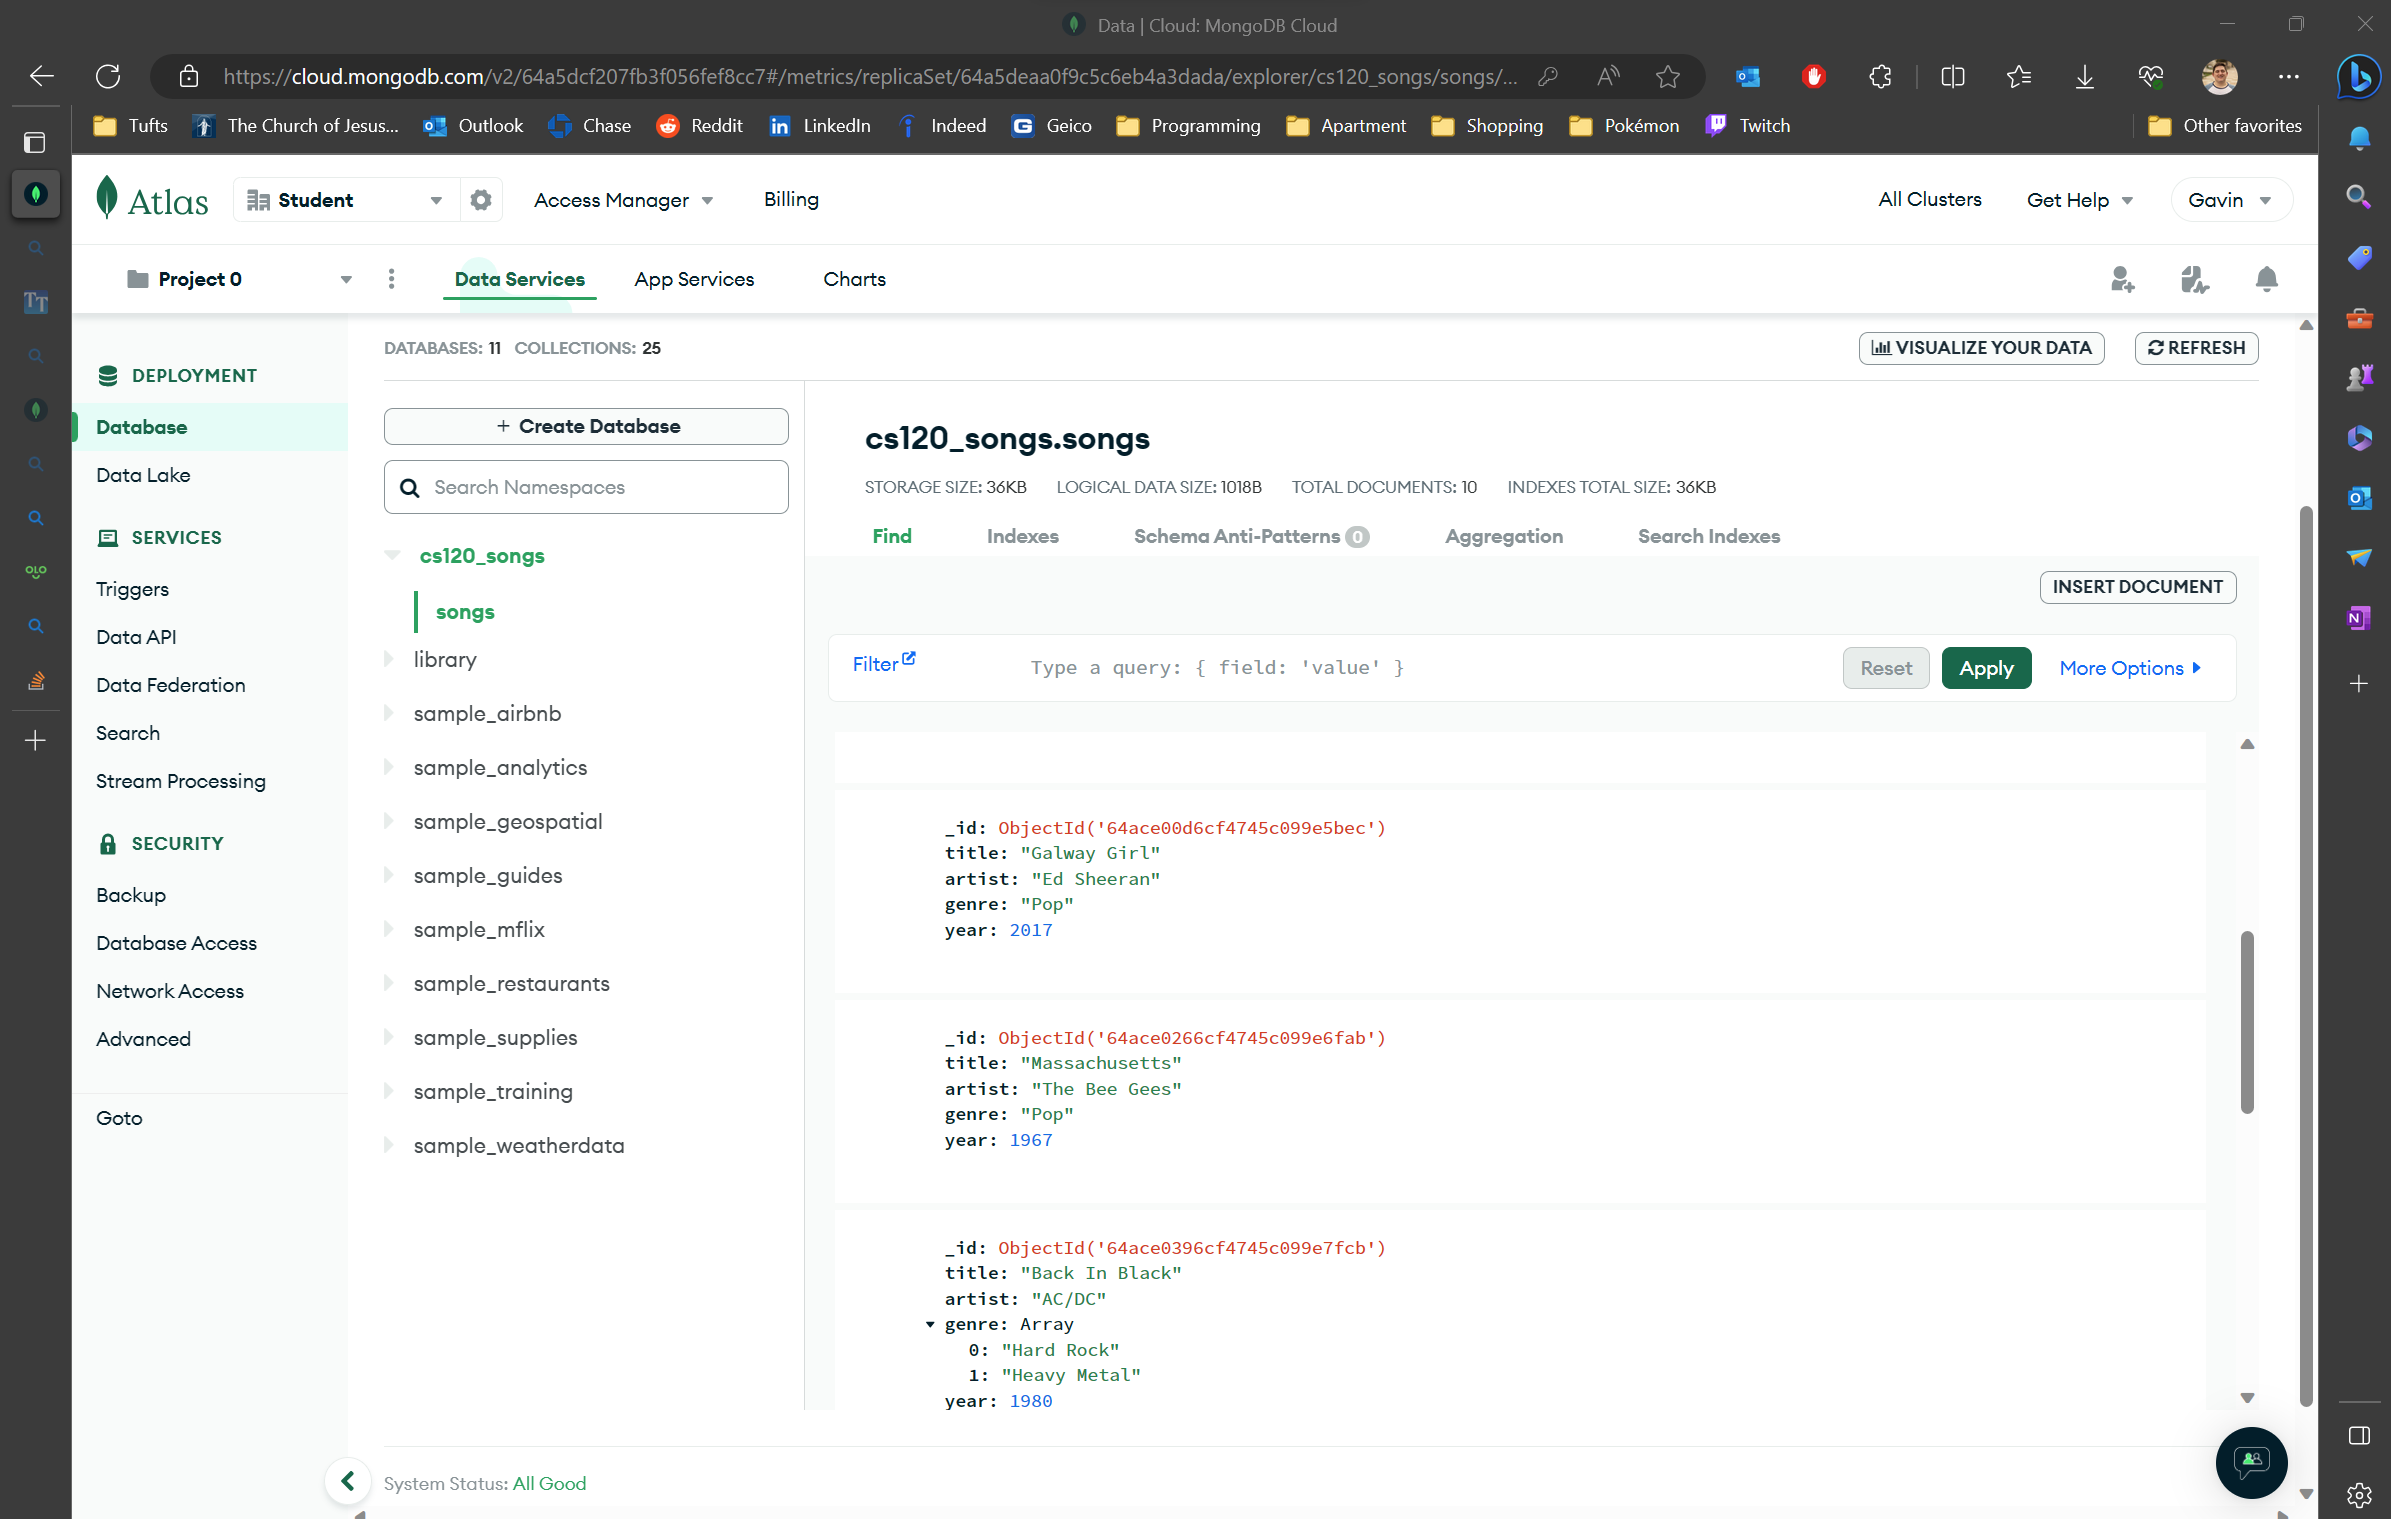 Data | Cloud: MongoDB Cloud
https://cloud.mongodb.com/v2/64a5dcf207fb3f056fef8cc7#/metrics/replicaSet/64a5deaa0f9c5c6eb4a3dada/explorer/cs120_songs/songs/...
Tufts The Church of Jesus... Outlook Chase Reddit LinkedIn Indeed Geico Programming Apartment Shopping Pokémon Twitch Other favorites
Atlas Student Access Manager Billing All Clusters Get Help Gavin
Project 0 Data Services App Services Charts
DATABASES: 11 COLLECTIONS: 25 VISUALIZE YOUR DATA REFRESH
DEPLOYMENT
Database
Data Lake
SERVICES
Triggers
Data API
Data Federation
Search
Stream Processing
SECURITY
Backup
Database Access
Network Access
Advanced
Goto
+ Create Database
Search Namespaces
cs120_songs
songs
library
sample_airbnb
sample_analytics
sample_geospatial
sample_guides
sample_mflix
sample_restaurants
sample_supplies
sample_training
sample_weatherdata
cs120_songs.songs
STORAGE SIZE: 36KB LOGICAL DATA SIZE: 1018B TOTAL DOCUMENTS: 10 INDEXES TOTAL SIZE: 36KB
Find Indexes Schema Anti-Patterns 0 Aggregation Search Indexes
INSERT DOCUMENT
Filter Type a query: { field: 'value' } Reset Apply More Options
_id: ObjectId('64ace00d6cf4745c099e5bec')
title: "Galway Girl"
artist: "Ed Sheeran"
genre: "Pop"
year: 2017
_id: ObjectId('64ace0266cf4745c099e6fab')
title: "Massachusetts"
artist: "The Bee Gees"
genre: "Pop"
year: 1967
_id: ObjectId('64ace0396cf4745c099e7fcb')
title: "Back In Black"
artist: "AC/DC"
genre: Array
0: "Hard Rock"
1: "Heavy Metal"
year: 1980
System Status: All Good